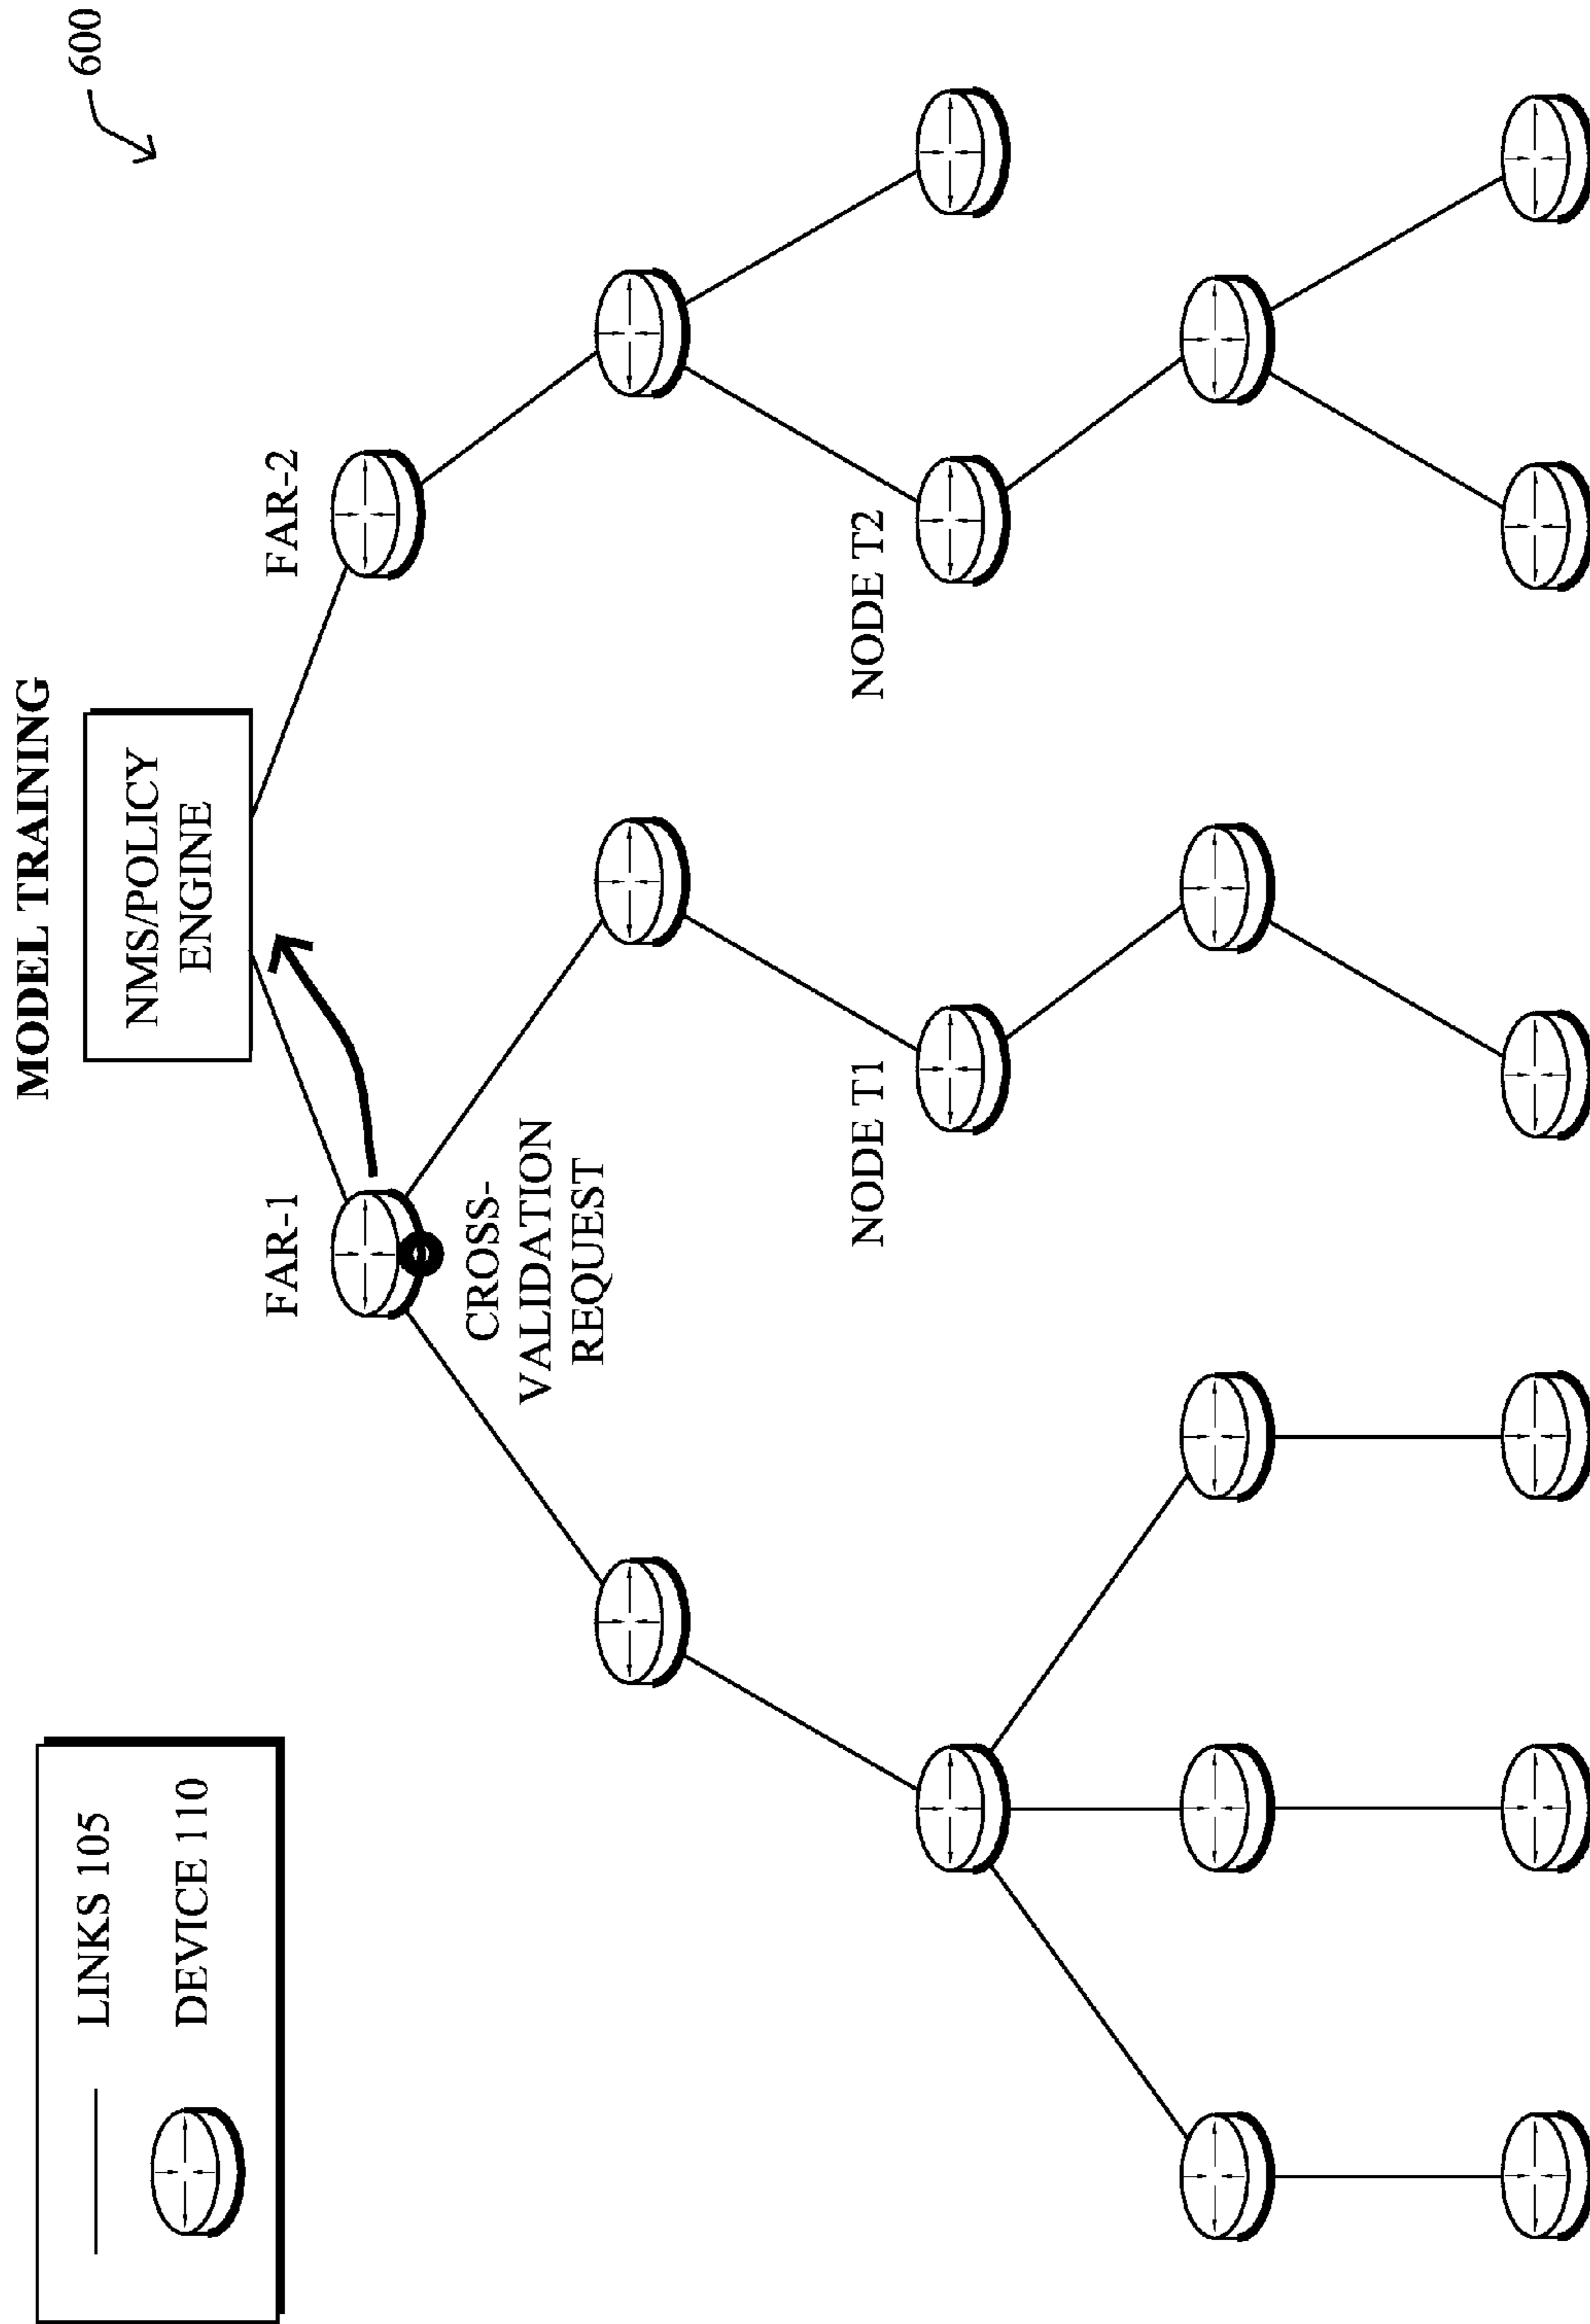 LINKS 105
DEVICE 110
MODEL TRAINING
600
NMS/POLICY
ENGINE
FAR-1
FAR-2
CROSS-
VALIDATION
REQUEST
NODE T1
NODE T2